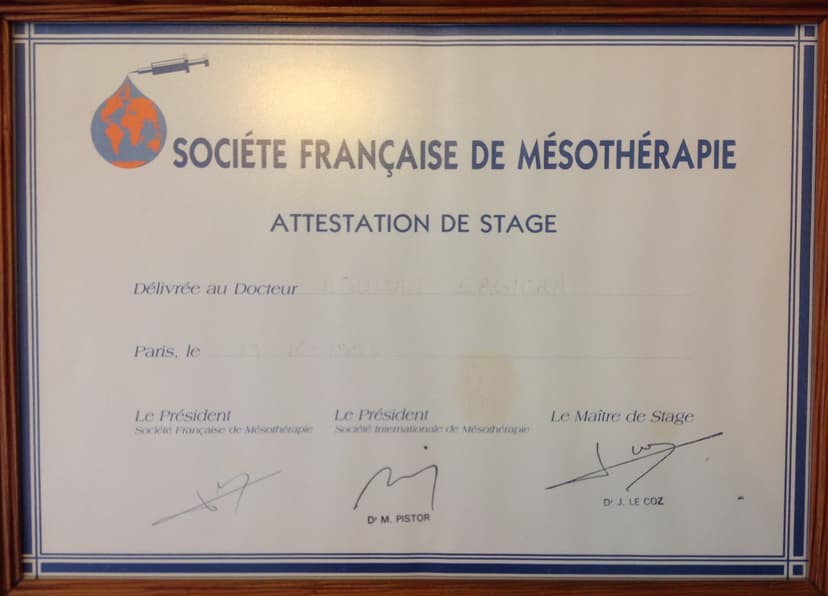 SOCIÉTE FRANÇAISE DE MÉSOTHÉRAPIE
ATTESTATION DE STAGE
Délivrée au Docteur
Paris, le
Le Président
Société Française de Mésothérapie
Le Président
Société Internationale de Mésothérapie
Le Maître de Stage
Dr M. PISTOR
Dr J. LE COZ